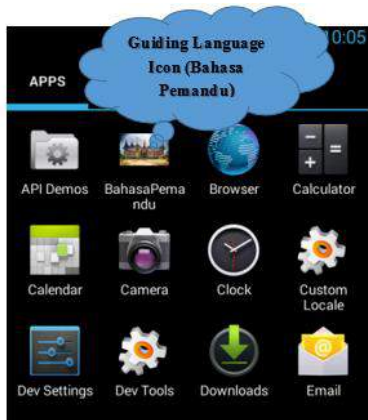 Guiding Language
Icon (Bahasa
Pemandu)
10:05
APPS
API Demos
BahasaPema
ndu
Browser
Calculator
Calendar
Camera
Clock
Custom
Locale
Dev Settings
Dev Tools
Downloads
Email